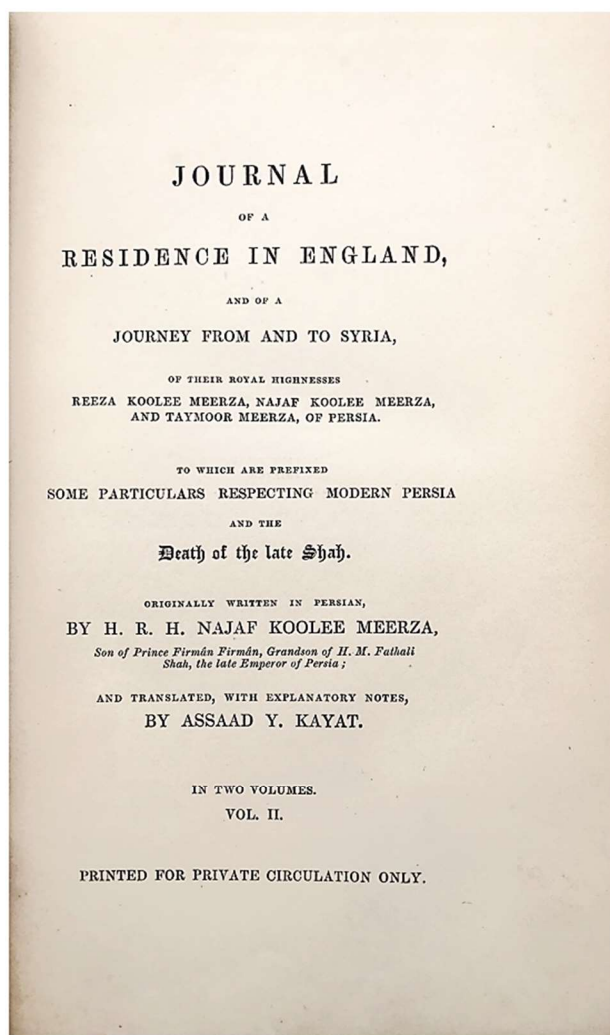 JOURNAL
OF A
RESIDENCE IN ENGLAND,
AND OF A
JOURNEY FROM AND TO SYRIA,
OF THEIR ROYAL HIGHNESSES
REEZA KOOLEE MEERZA, NAJAF KOOLEE MEERZA,
AND TAYMOOR MEERZA, OF PERSIA.
TO WHICH ARE PREFIXED
SOME PARTICULARS RESPECTING MODERN PERSIA
AND THE
Death of the late Shah.
ORIGINALLY WRITTEN IN PERSIAN,
BY H. R. H. NAJAF KOOLEE MEERZA,
Son of Prince Firmân Firmân, Grandson of H. M. Fathali
Shah, the late Emperor of Persia;
AND TRANSLATED, WITH EXPLANATORY NOTES,
BY ASSAAD Y. KAYAT.
IN TWO VOLUMES.
VOL. II.
PRINTED FOR PRIVATE CIRCULATION ONLY.